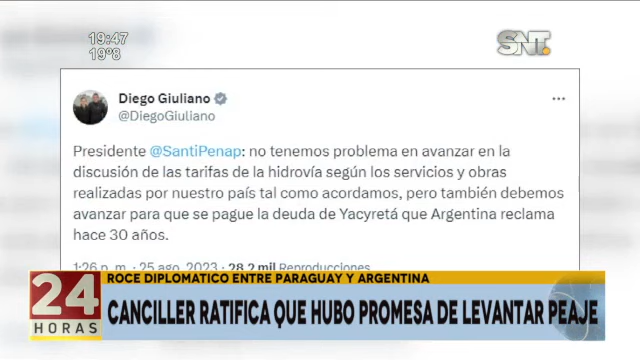 19:47
19º8
SNT
Diego Giuliano
@DiegoGiuliano
Presidente @SantiPenap: no tenemos problema en avanzar en la
discusión de las tarifas de la hidrovía según los servicios y obras
realizadas por nuestro país tal como acordamos, pero también debemos
avanzar para que se pague la deuda de Yacyretá que Argentina reclama
hace 30 años.
1:26 p. m. · 25 ago. 2023 · 28,2 mil Reproducciones
ROCE DIPLOMATICO ENTRE PARAGUAY Y ARGENTINA
24
HORAS
CANCILLER RATIFICA QUE HUBO PROMESA DE LEVANTAR PEAJE